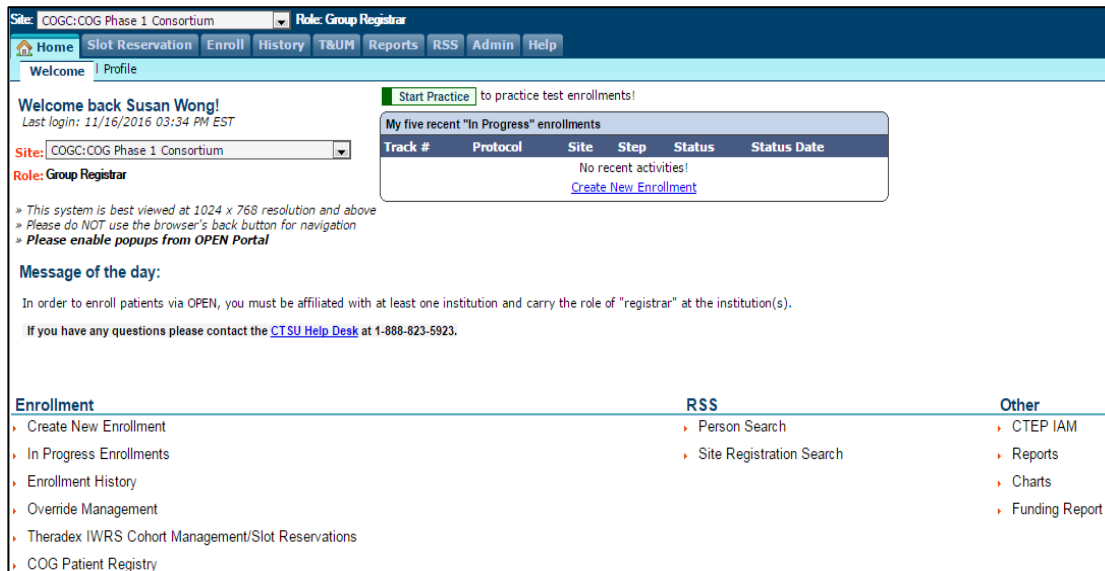 Site: COGC:COG Phase 1 Consortium Role: Group Registrar
Home Slot Reservation Enroll History T&UM Reports RSS Admin Help
Welcome | Profile
Welcome back Susan Wong!
Last login: 11/16/2016 03:34 PM EST
Site: COGC:COG Phase 1 Consortium
Role: Group Registrar
» This system is best viewed at 1024 x 768 resolution and above
» Please do NOT use the browser's back button for navigation
» Please enable popups from OPEN Portal
Start Practice to practice test enrollments!
My five recent "In Progress" enrollments
Track # Protocol Site Step Status Status Date
No recent activities!
Create New Enrollment
Message of the day:
In order to enroll patients via OPEN, you must be affiliated with at least one institution and carry the role of "registrar" at the institution(s).
If you have any questions please contact the CTSU Help Desk at 1-888-823-5923.
Enrollment
Create New Enrollment
In Progress Enrollments
Enrollment History
Override Management
Theradex IWRS Cohort Management/Slot Reservations
COG Patient Registry
RSS
Person Search
Site Registration Search
Other
CTEP IAM
Reports
Charts
Funding Report